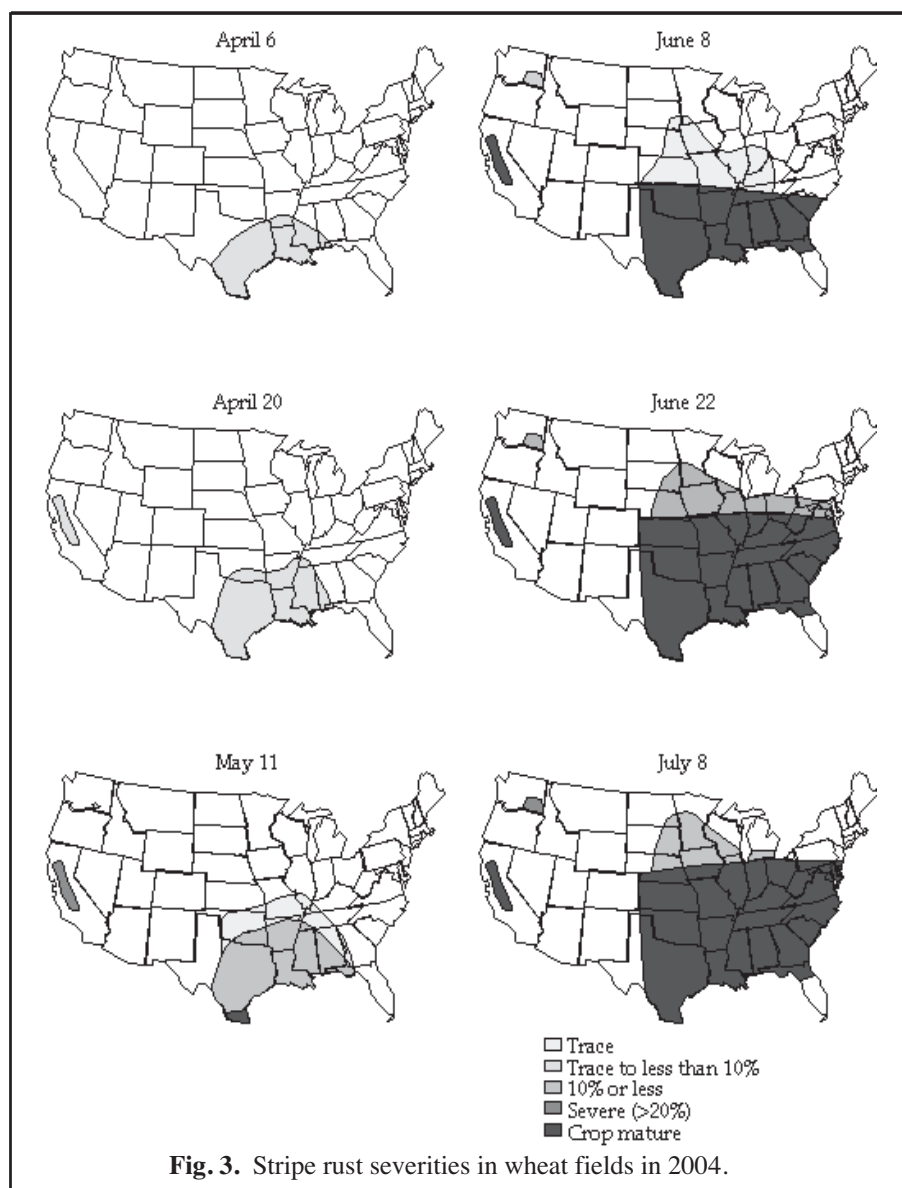 April 6
June 8
April 20
June 22
May 11
July 8
Trace
Trace to less than 10%
10% or less
Severe (>20%)
Crop mature
Fig. 3. Stripe rust severities in wheat fields in 2004.